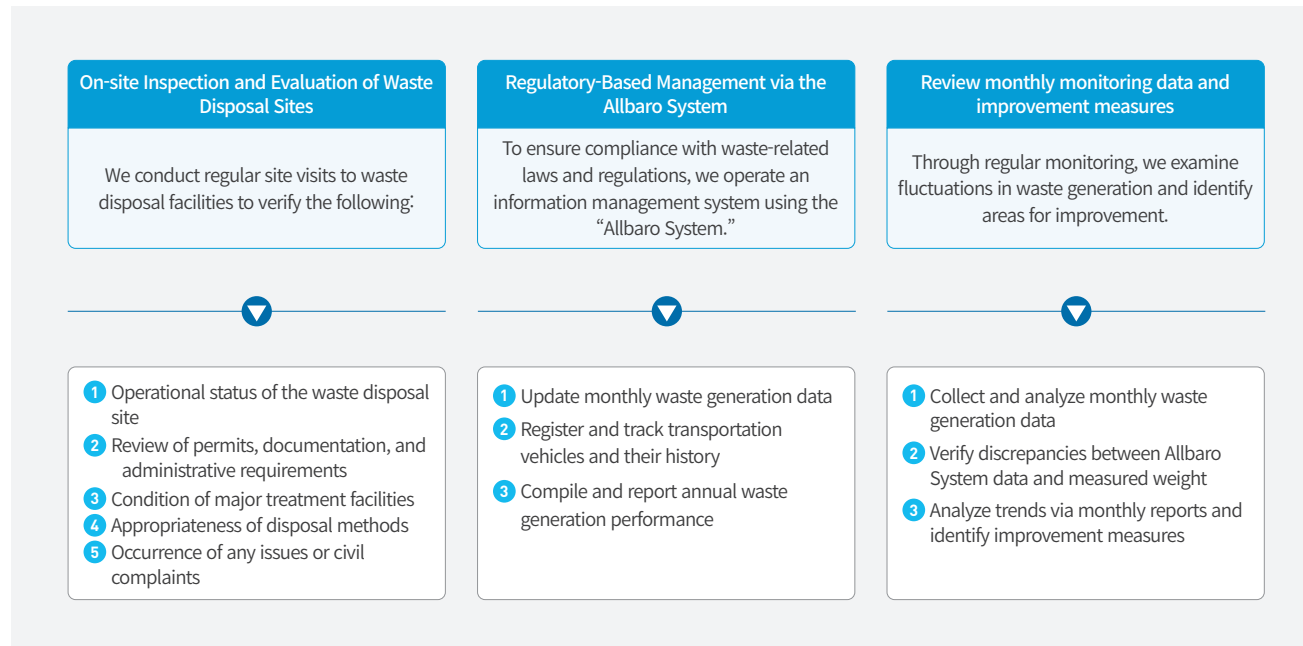 On-site Inspection and Evaluation of Waste
Disposal Sites
We conduct regular site visits to waste
disposal facilities to verify the following:
1 Operational status of the waste disposal
site
2 Review of permits, documentation, and
administrative requirements
3 Condition of major treatment facilities
4 Appropriateness of disposal methods
5 Occurrence of any issues or civil
complaints
Regulatory-Based Management via the
Allbaro System
To ensure compliance with waste-related
laws and regulations, we operate an
information management system using the
“Allbaro System.”
1 Update monthly waste generation data
2 Register and track transportation
vehicles and their history
3 Compile and report annual waste
generation performance
Review monthly monitoring data and
improvement measures
Through regular monitoring, we examine
fluctuations in waste generation and identify
areas for improvement.
1 Collect and analyze monthly waste
generation data
2 Verify discrepancies between Allbaro
System data and measured weight
3 Analyze trends via monthly reports and
identify improvement measures